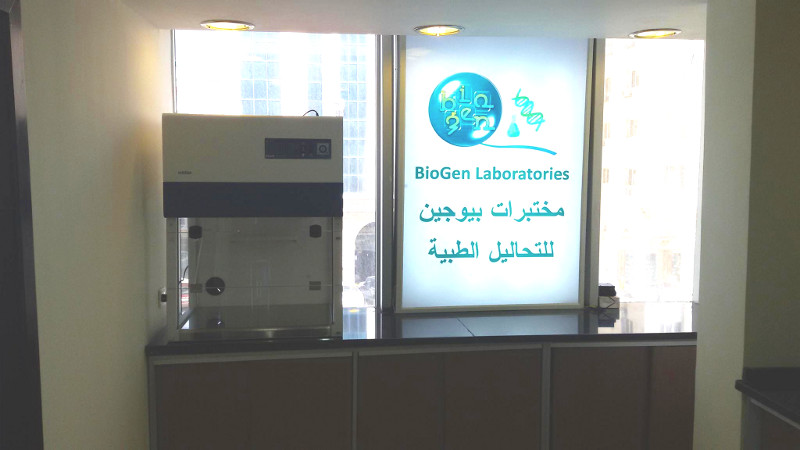 bio
gen
BioGen Laboratories
مختبرات بيوجين
للتحاليل الطبية